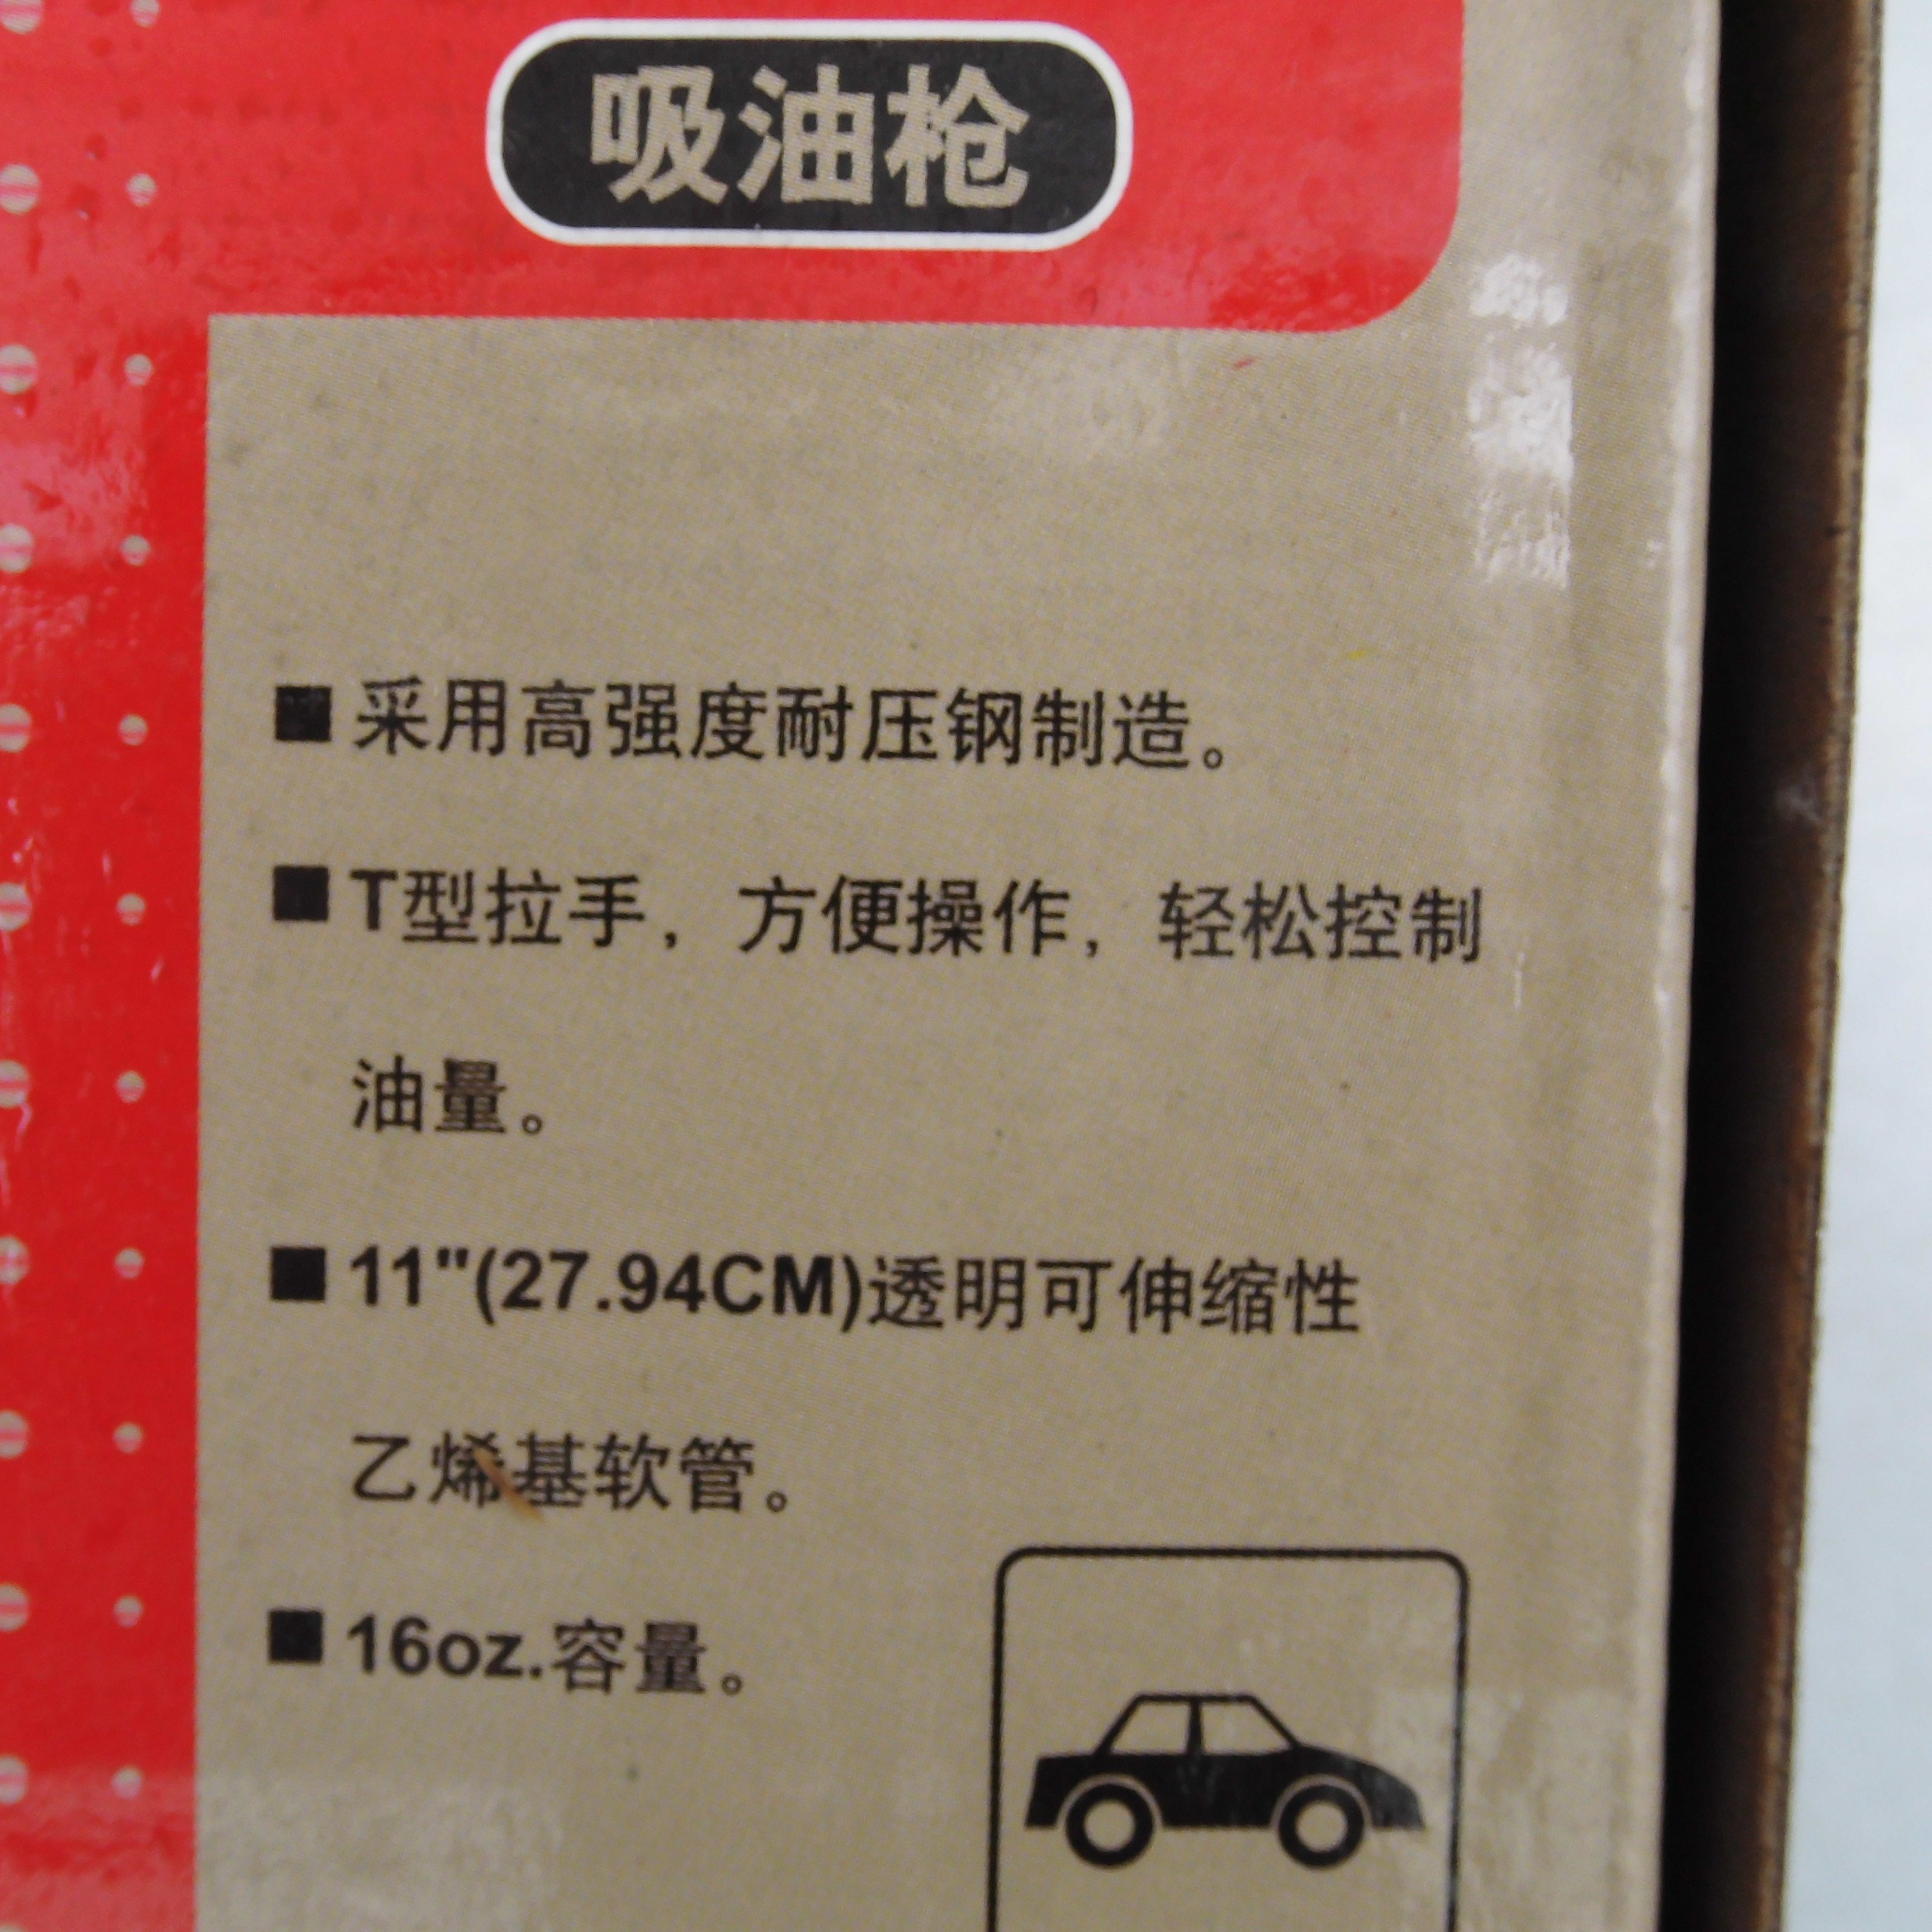 吸油枪
■采用高强度耐压钢制造。
■T型拉手，方便操作，轻松控制
油量。
■11"(27.94CM)透明可伸缩性
乙烯基软管。
■16oz.容量。